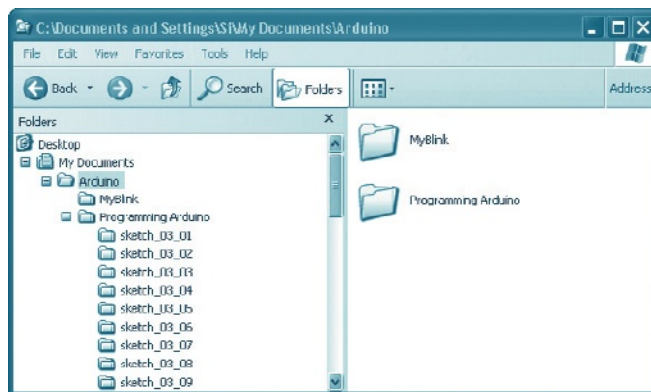 C:\Documents and Settings\SI\My Documents\Arduino
File Edit View Favorites Tools Help
Back Search Folders Address
Folders X
Desktop
My Documents
Arduino
MyBlink
Programming Arduino
sketch_03_01
sketch_03_02
sketch_03_03
sketch_03_04
sketch_03_05
sketch_03_06
sketch_03_07
sketch_03_08
sketch_03_09
MyBlink
Programming Arduino